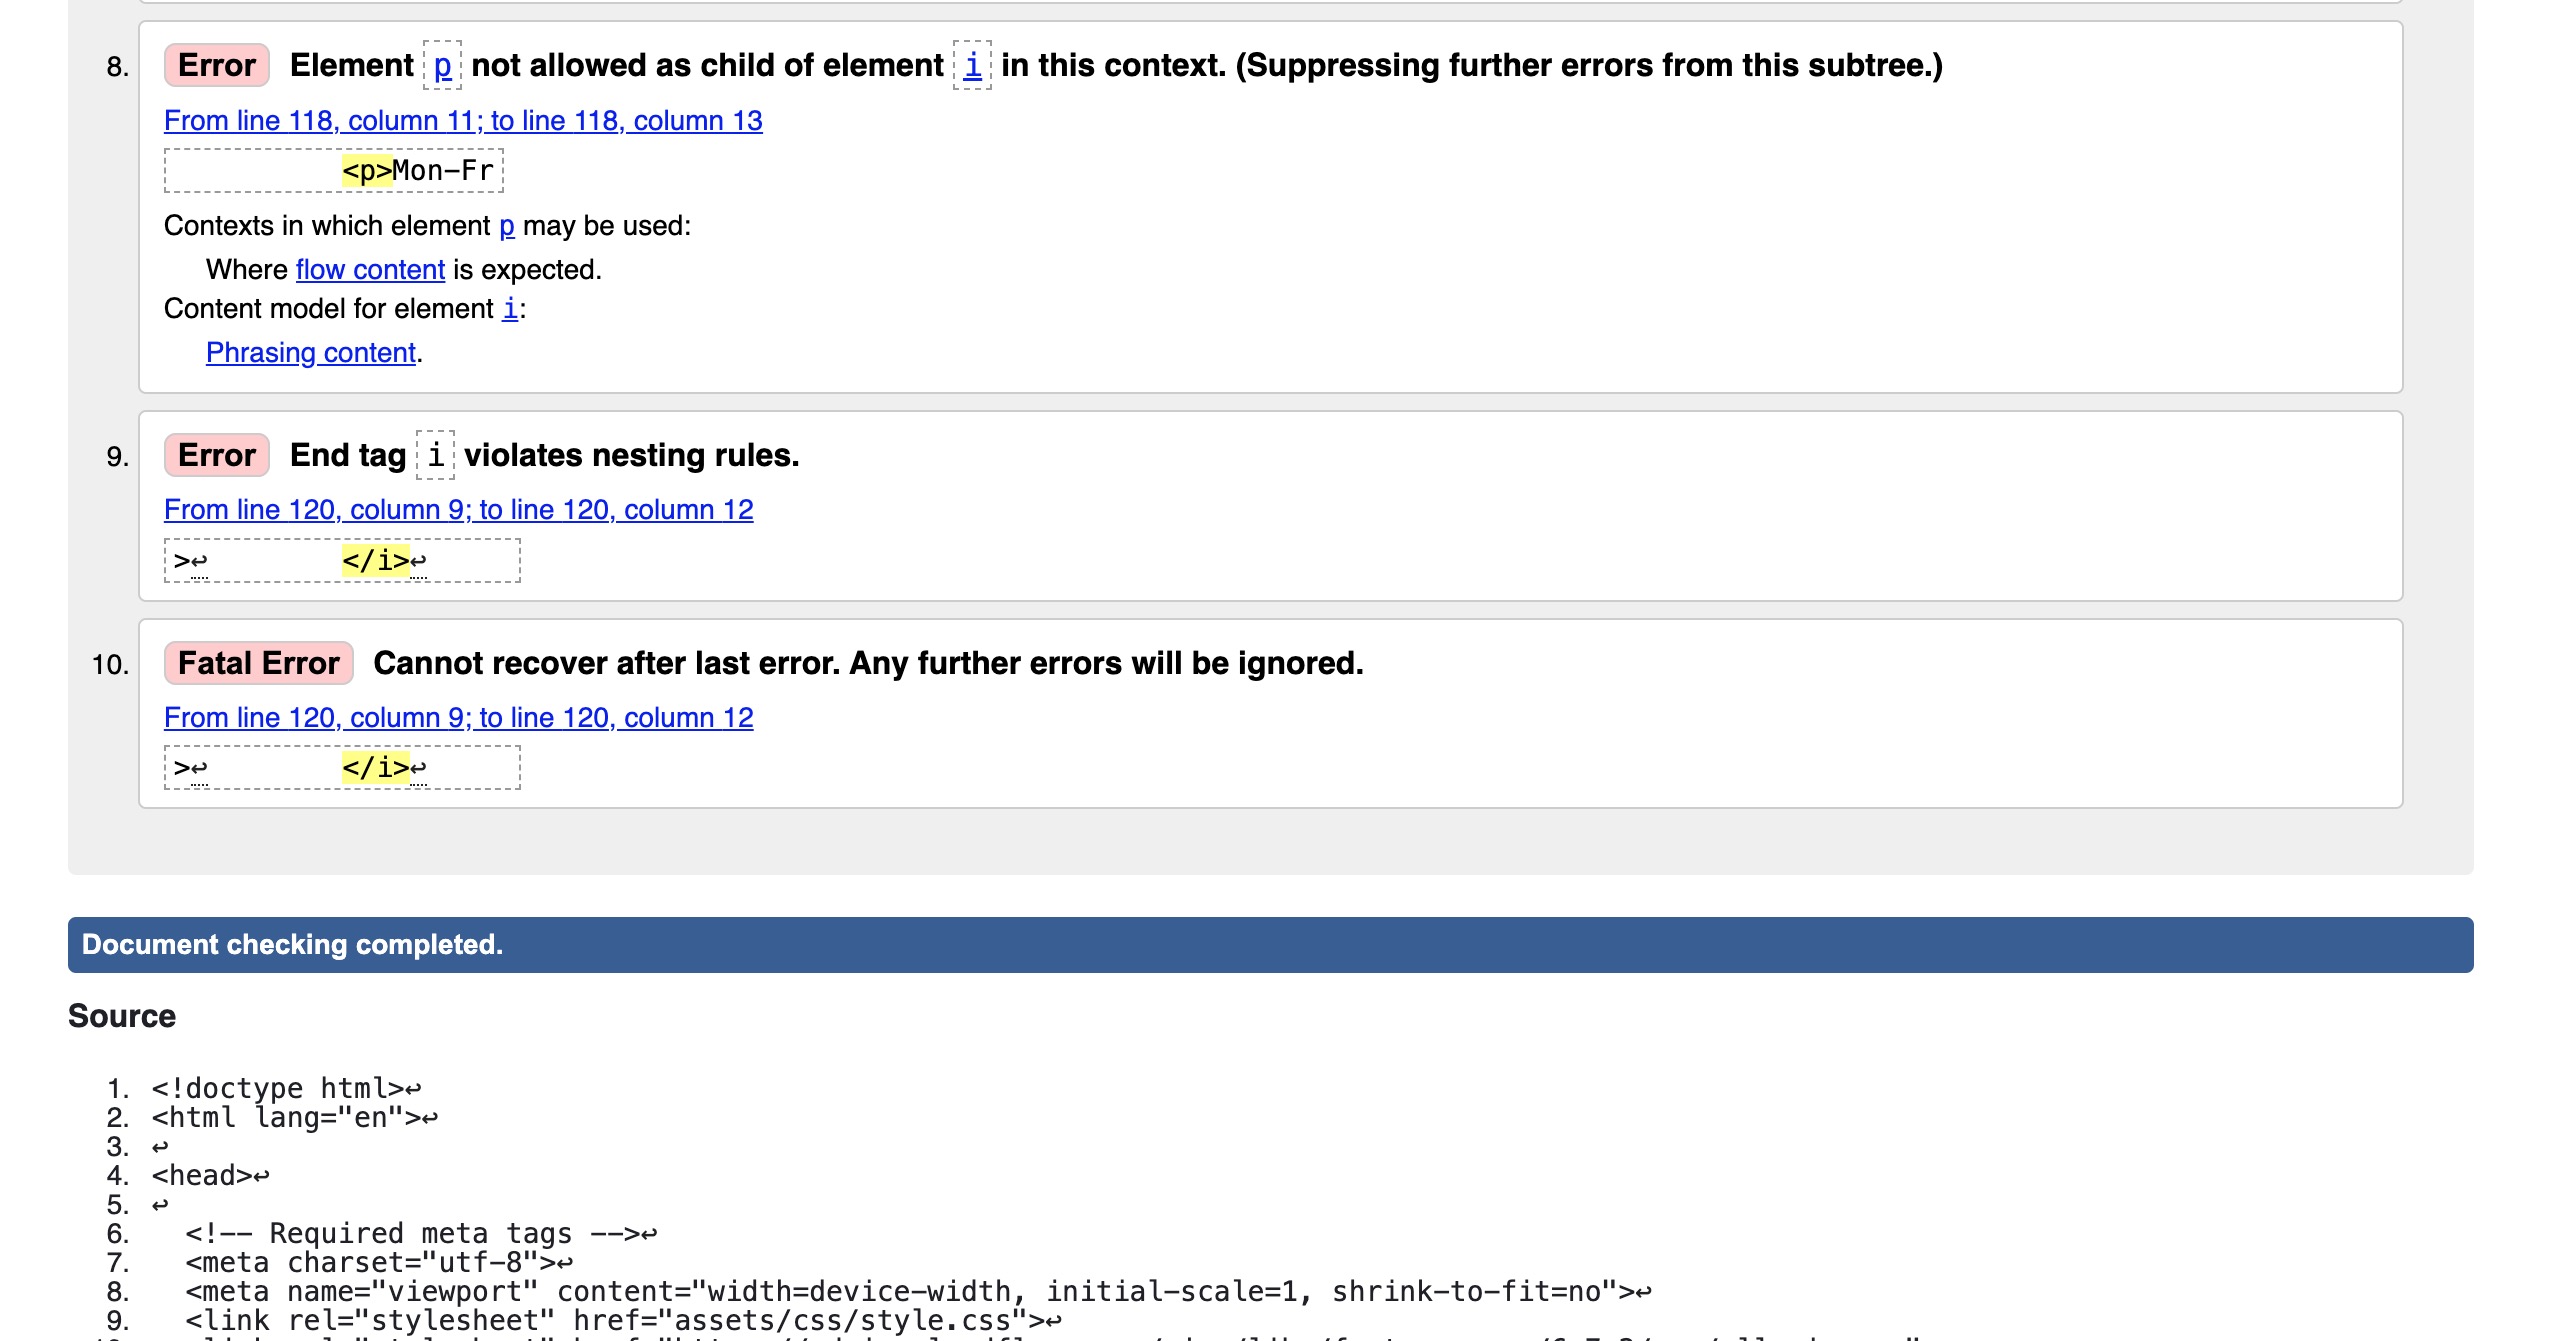 8. Error Element p not allowed as child of element i in this context. (Suppressing further errors from this subtree.)
From line 118, column 11; to line 118, column 13
<p>Mon-Fr
Contexts in which element p may be used:
Where flow content is expected.
Content model for element i:
Phrasing content.
9. Error End tag i violates nesting rules.
From line 120, column 9; to line 120, column 12
>↩ </i>↩
10. Fatal Error Cannot recover after last error. Any further errors will be ignored.
From line 120, column 9; to line 120, column 12
>↩ </i>↩
Document checking completed.
Source
1. <!doctype html>↩
2. <html lang="en">↩
3. ↩
4. <head>↩
5. ↩
6. <!-- Required meta tags -->↩
7. <meta charset="utf-8">↩
8. <meta name="viewport" content="width=device-width, initial-scale=1, shrink-to-fit=no">↩
9. <link rel="stylesheet" href="assets/css/style.css">↩